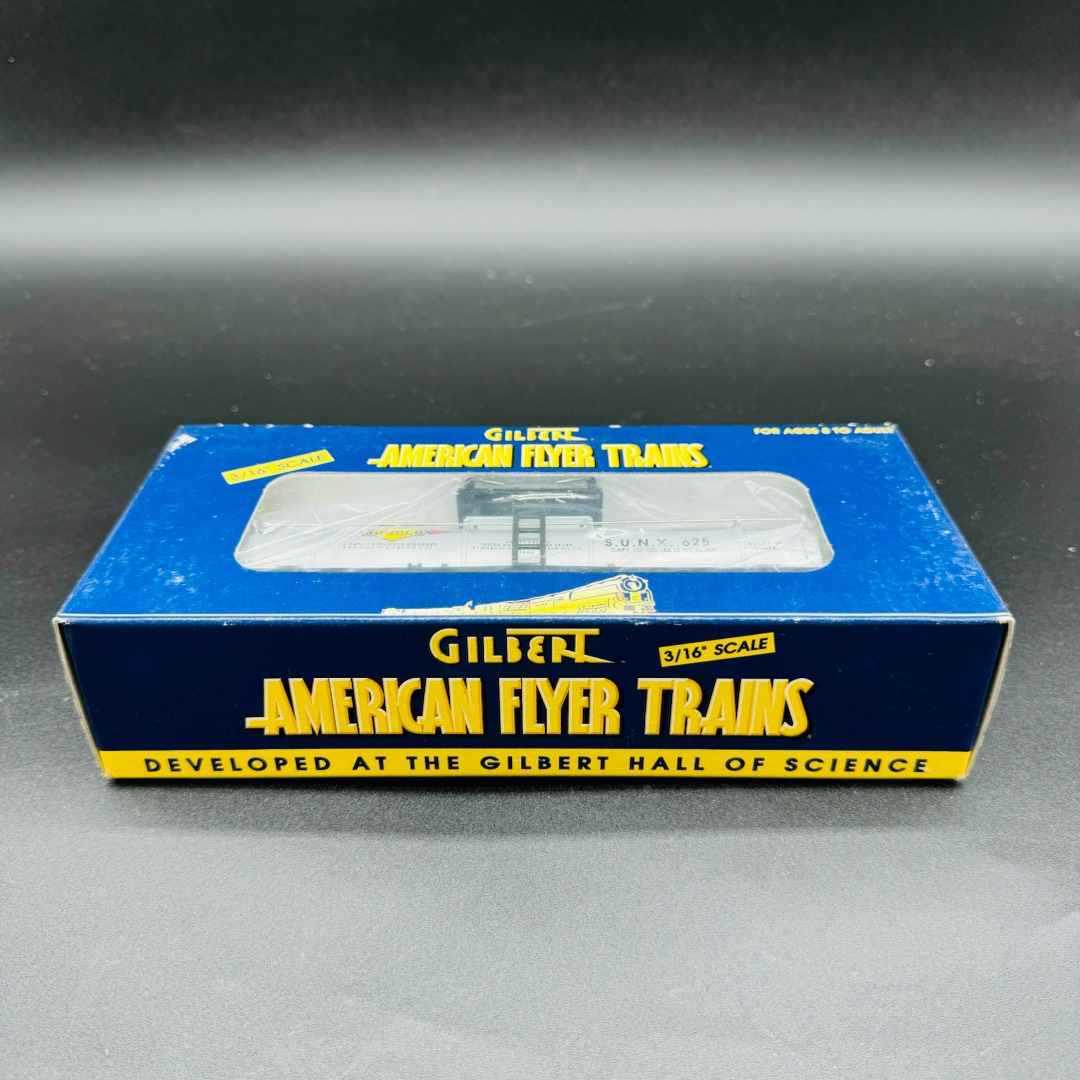 GILBERT
AMERICAN FLYER TRAINS
FOR AGES 8 TO ADULT
3/16" SCALE
SUNOCO
S.U.N.X. 625
GILBERT
3/16" SCALE
AMERICAN FLYER TRAINS
DEVELOPED AT THE GILBERT HALL OF SCIENCE